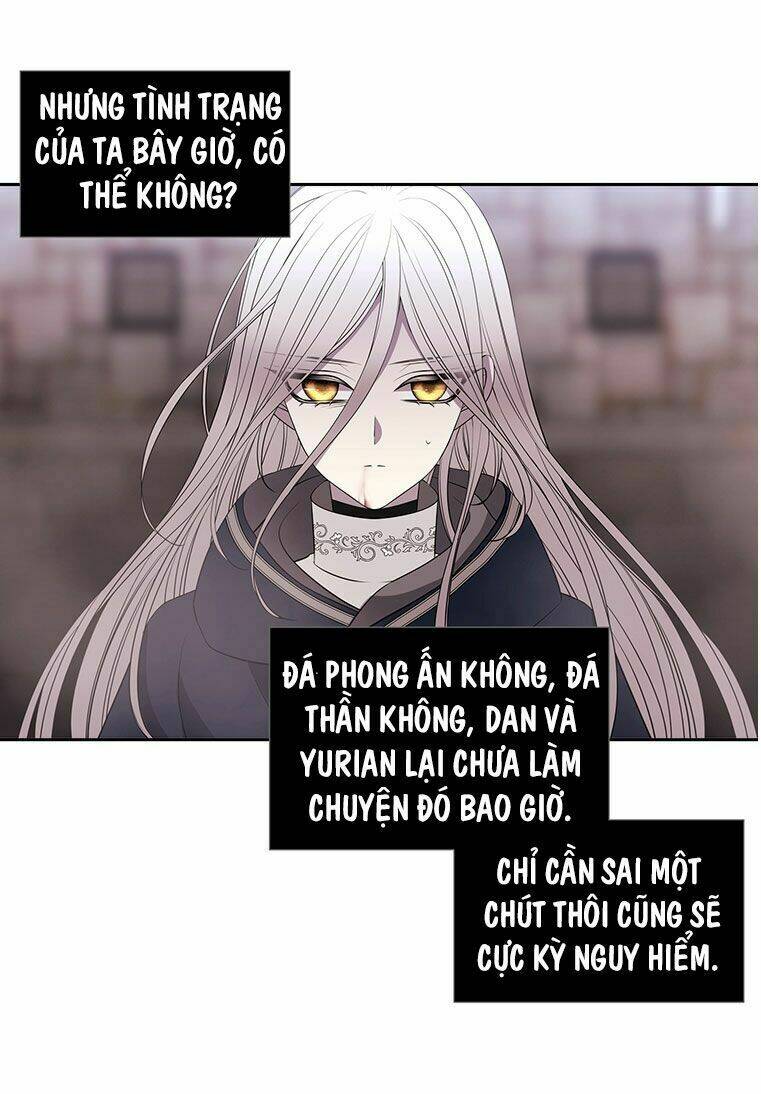 NHƯNG TÌNH TRẠNG
CỦA TA BÂY GIỜ, CÓ
THỂ KHÔNG?
ĐÁ PHONG ẤN KHÔNG, ĐÁ
THẦN KHÔNG, DAN VÀ
YURIAN LẠI CHƯA LÀM
CHUYỆN ĐÓ BAO GIỜ.
CHỈ CẦN SAI MỘT
CHÚT THÔI CŨNG SẼ
CỰC KỲ NGUY HIỂM.